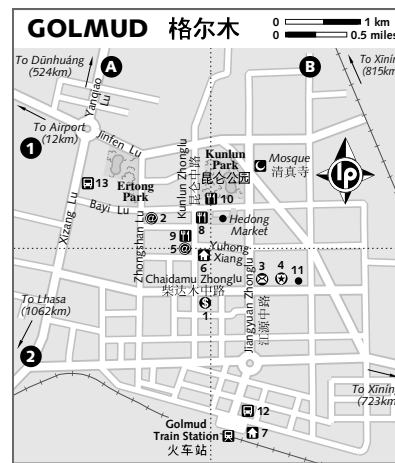 GOLMUD 格尔木
0 1 km
0 0.5 miles
To Dūnhuáng
(524km)
A
B
To Xīnín
815km)
Yanqiao
Lu
To Airport
(12km)
Jinfen Lu
1
Kunlun
Park
昆仑公园
Mosque
清真寺
lp
13
Ertong
Park
10
Kunlun Zhonglu
昆仑中路
Bayi Lu
2
8
Hedong
Market
Xizang Lu
Zhongshan Lu
9
5
Yuhong
Xiang
6
Chaidamu Zhonglu
柴达木中路
3
4
11
$
1
To Lhasa
(1062km)
2
Jiangyuan Zhonglu
江源中路
To Xīnín
(723km
12
Golmud
Train Station
火车站
7